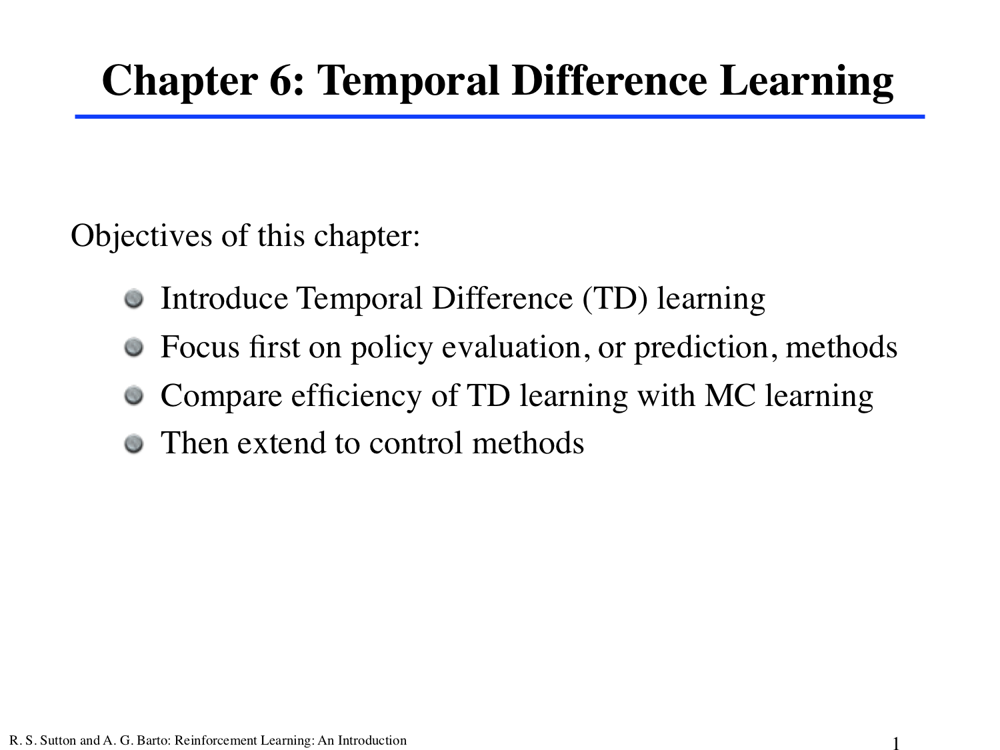 Chapter 6: Temporal Difference Learning
Objectives of this chapter:
Introduce Temporal Difference (TD) learning
Focus first on policy evaluation, or prediction, methods
Compare efficiency of TD learning with MC learning
Then extend to control methods
R. S. Sutton and A. G. Barto: Reinforcement Learning: An Introduction
1